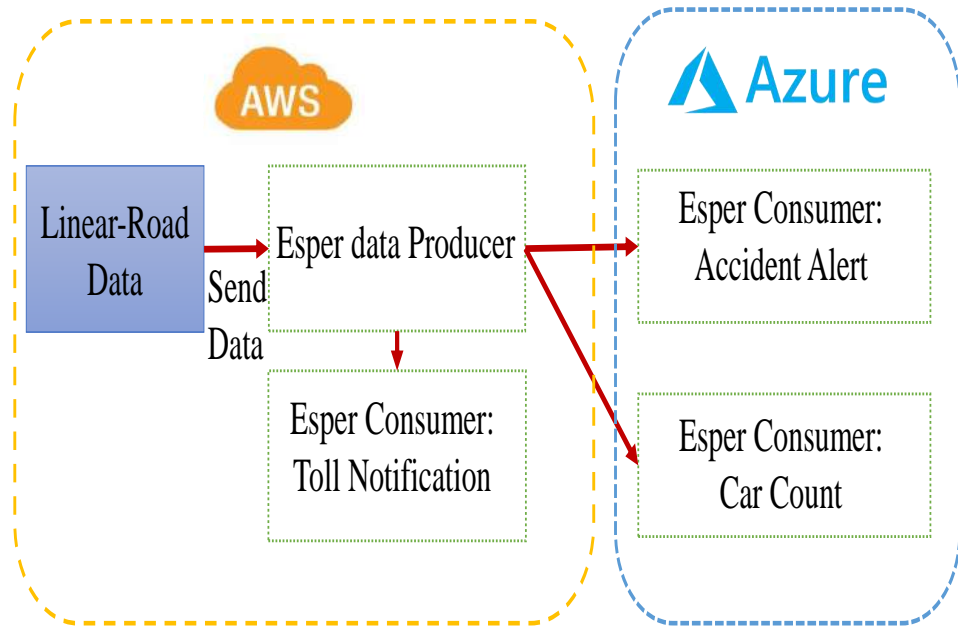 AWS
Azure
Linear-Road
Data
Send
Data
Esper data Producer
Esper Consumer:
Toll Notification
Esper Consumer:
Accident Alert
Esper Consumer:
Car Count